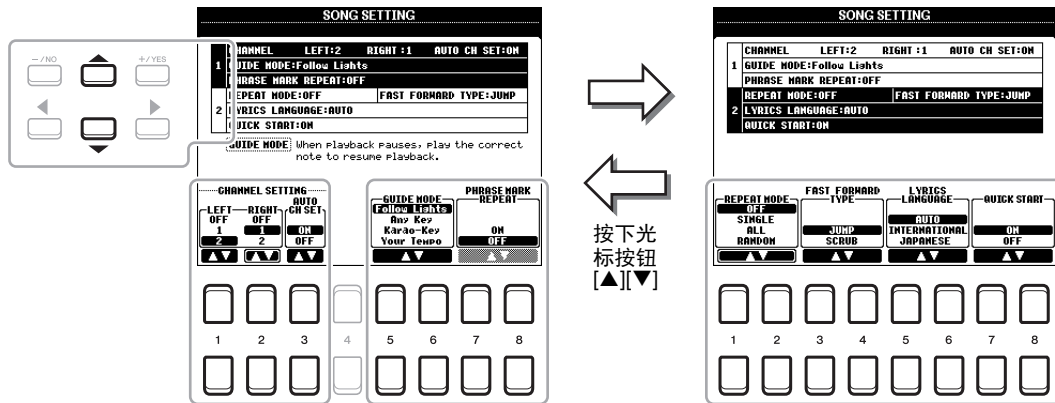 SONG SETTING
CHANNEL LEFT:2 RIGHT:1 AUTO CH SET:ON
1 GUIDE MODE:Follow Lights
PHRASE MARK REPEAT:OFF
REPEAT MODE:OFF FAST FORWARD TYPE:JUMP
2 LYRICS LANGUAGE:AUTO
QUICK START:ON
GUIDE MODE When playback pauses, play the correct
note to resume playback.
-/NO +/YES
CHANNEL SETTING
LEFT RIGHT AUTO CH SET
OFF OFF
1 1 ON
2 2 OFF
GUIDE MODE
Follow Lights
Any Key
Karao-Key
Your Tempo
PHRASE MARK
REPEAT
ON
OFF
1 2 3 4 5 6 7 8
按下光
标按钮
[▲][▼]
SONG SETTING
CHANNEL LEFT:2 RIGHT:1 AUTO CH SET:ON
1 GUIDE MODE:Follow Lights
PHRASE MARK REPEAT:OFF
REPEAT MODE:OFF FAST FORWARD TYPE:JUMP
2 LYRICS LANGUAGE:AUTO
QUICK START:ON
REPEAT MODE
OFF
SINGLE
ALL
RANDOM
FAST FORWARD
TYPE
JUMP
SCRUB
LYRICS
LANGUAGE
AUTO
INTERNATIONAL
JAPANESE
QUICK START
ON
OFF
1 2 3 4 5 6 7 8